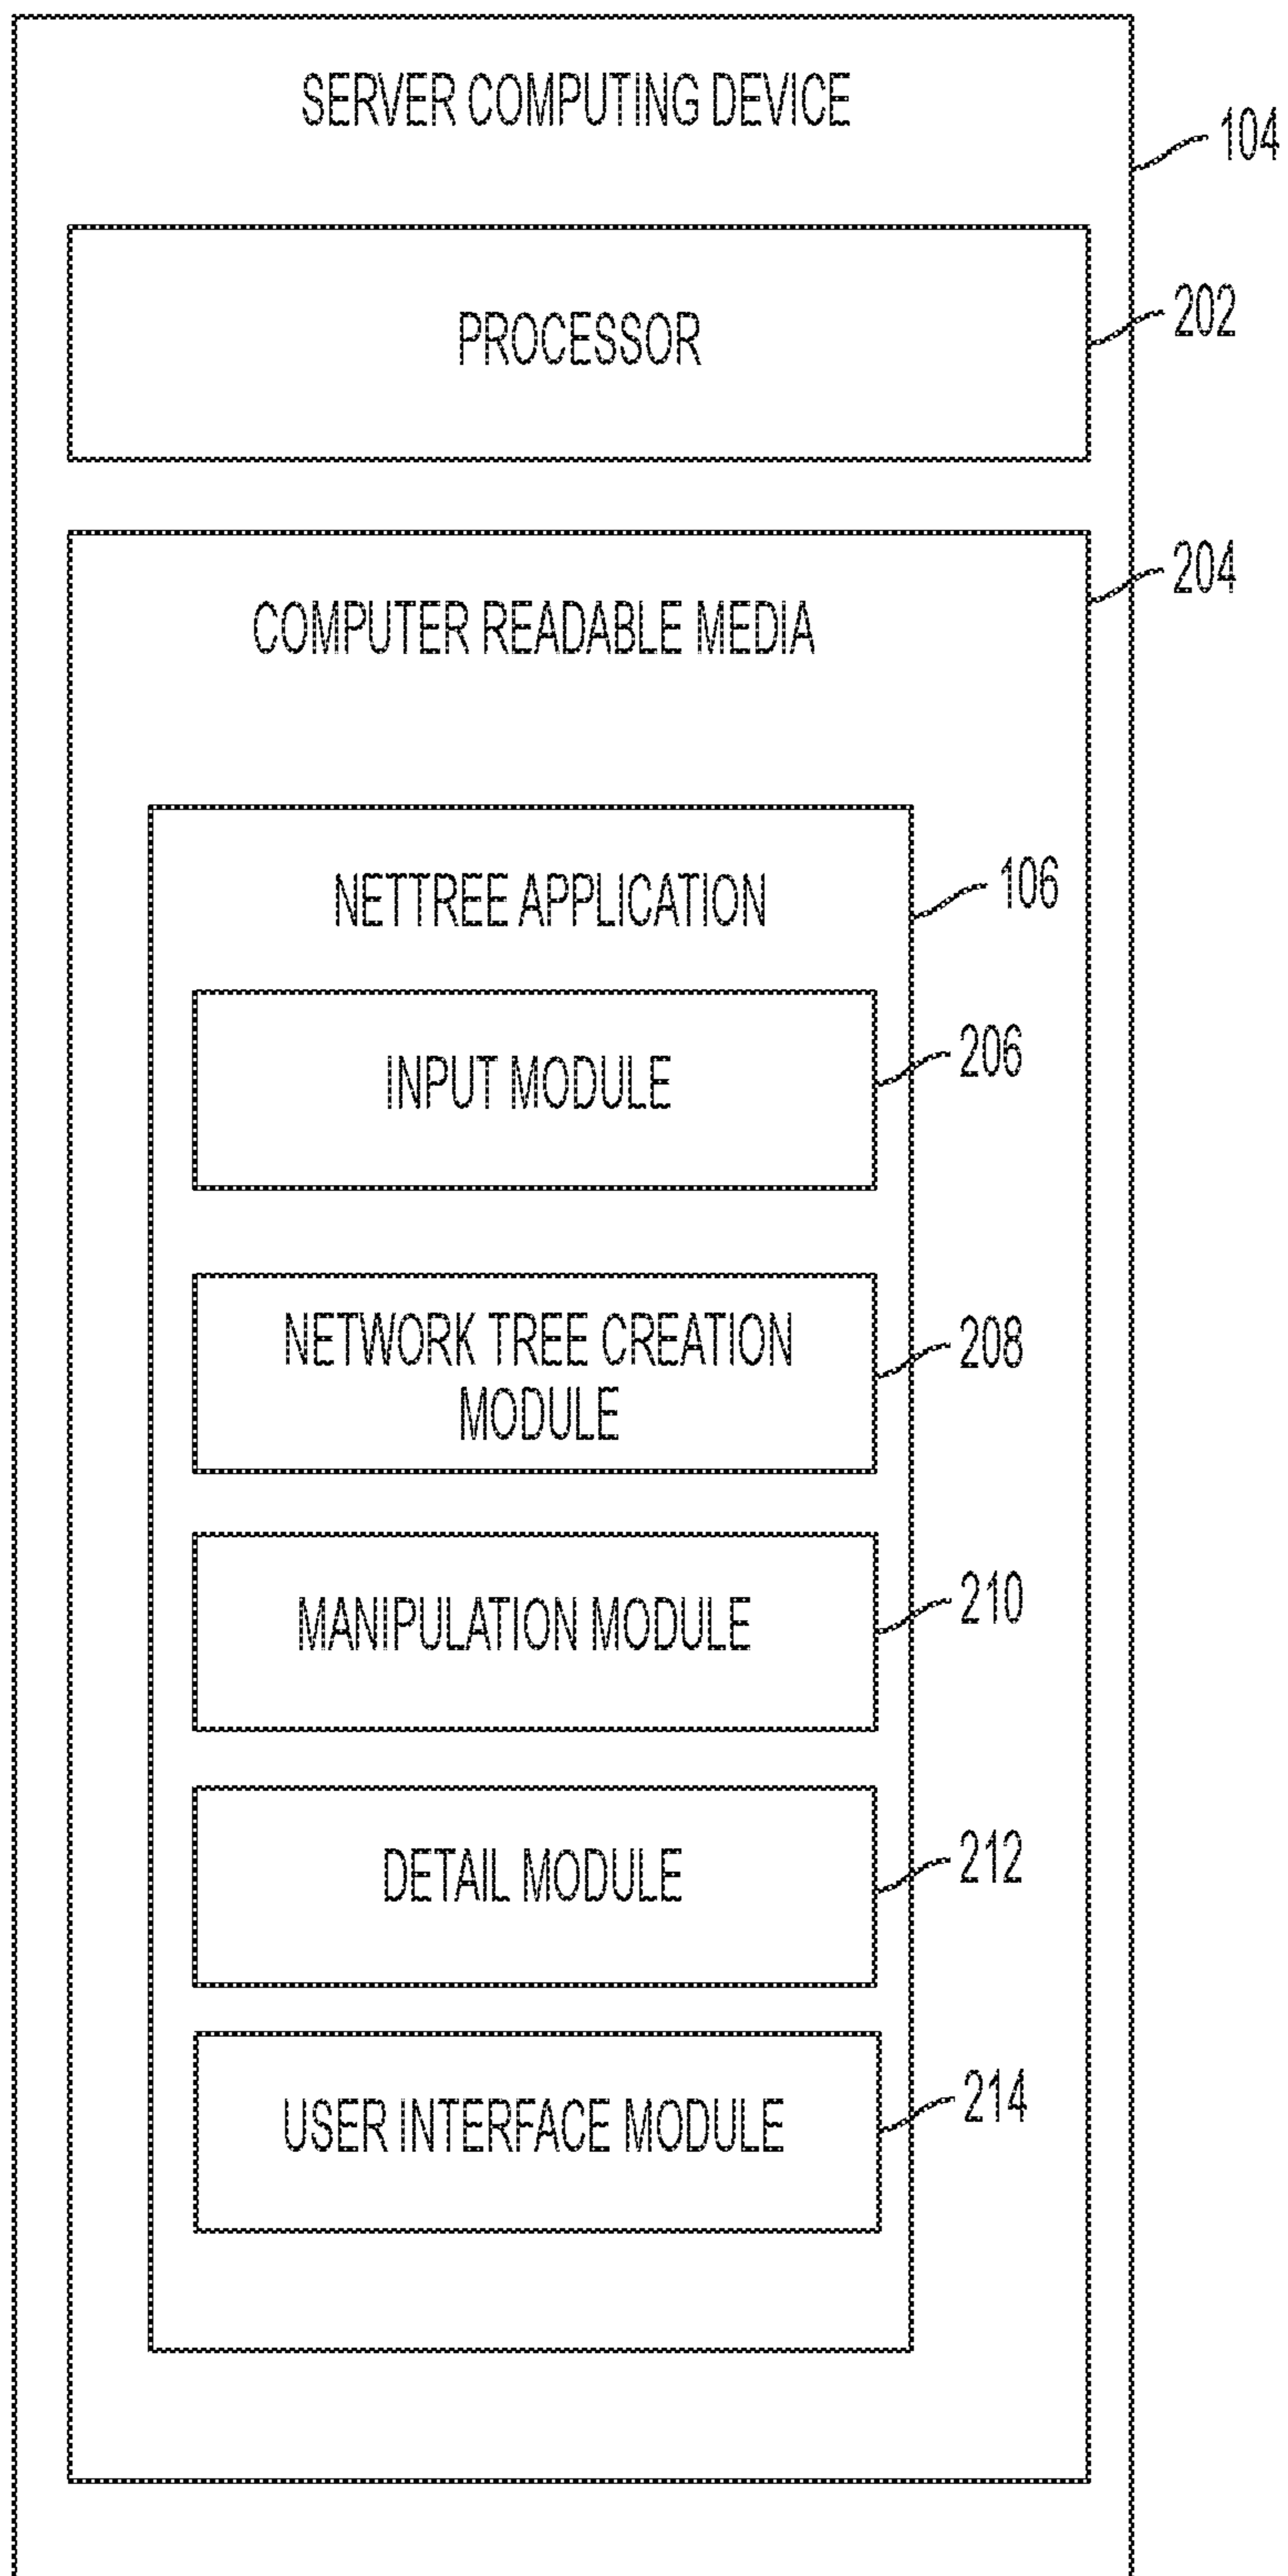 SERVER COMPUTING DEVICE
104
PROCESSOR
202
204
COMPUTER READABLE MEDIA
NETTREE APPLICATION
106
INPUT MODULE
206
NETWORK TREE CREATION
MODULE
208
MANIPULATION MODULE
210
DETAIL MODULE
212
USER INTERFACE MODULE
214